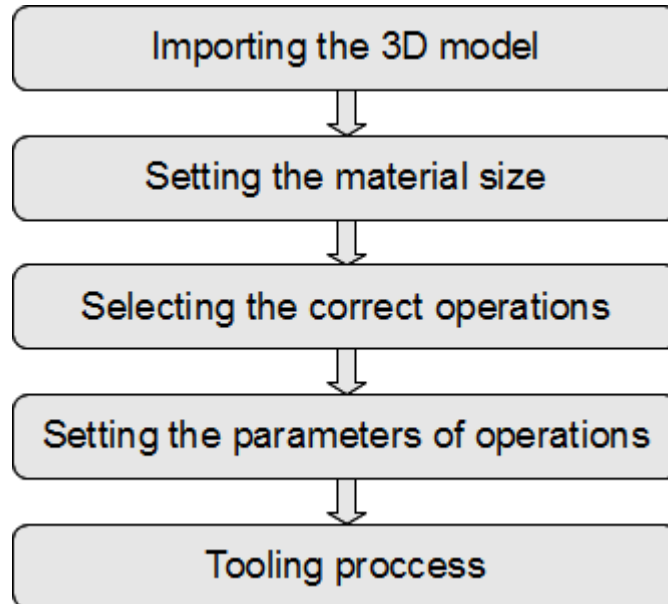 Importing the 3D model
Setting the material size
Selecting the correct operations
Setting the parameters of operations
Tooling proccess